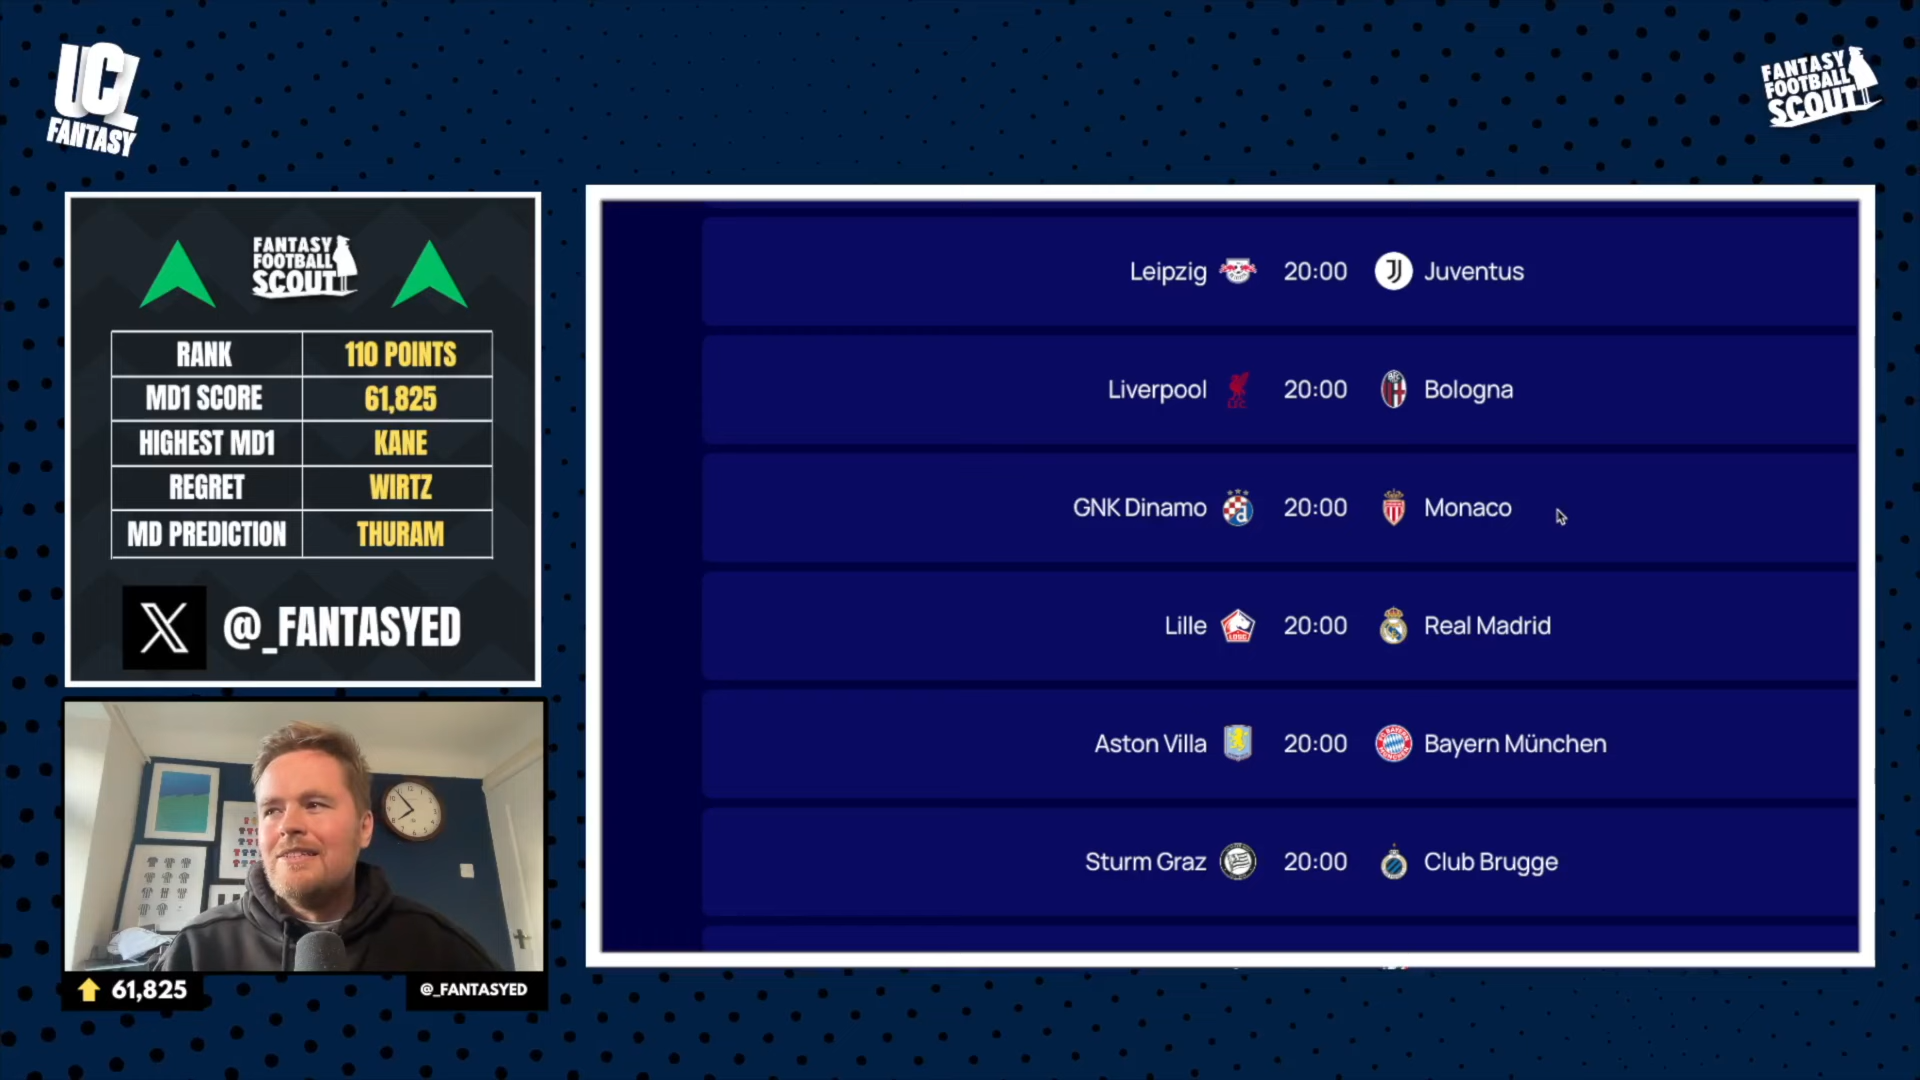 UCL
FANTASY
FANTASY
FOOTBALL
SCOUT
FANTASY
FOOTBALL
SCOUT
RANK 110 POINTS
MD1 SCORE 61,825
HIGHEST MD1 KANE
REGRET WIRTZ
MD PREDICTION THURAM
X @_FANTASYED
61,825
@_FANTASYED
Leipzig 20:00 Juventus
Liverpool 20:00 Bologna
GNK Dinamo 20:00 Monaco
Lille 20:00 Real Madrid
Aston Villa 20:00 Bayern München
Sturm Graz 20:00 Club Brugge